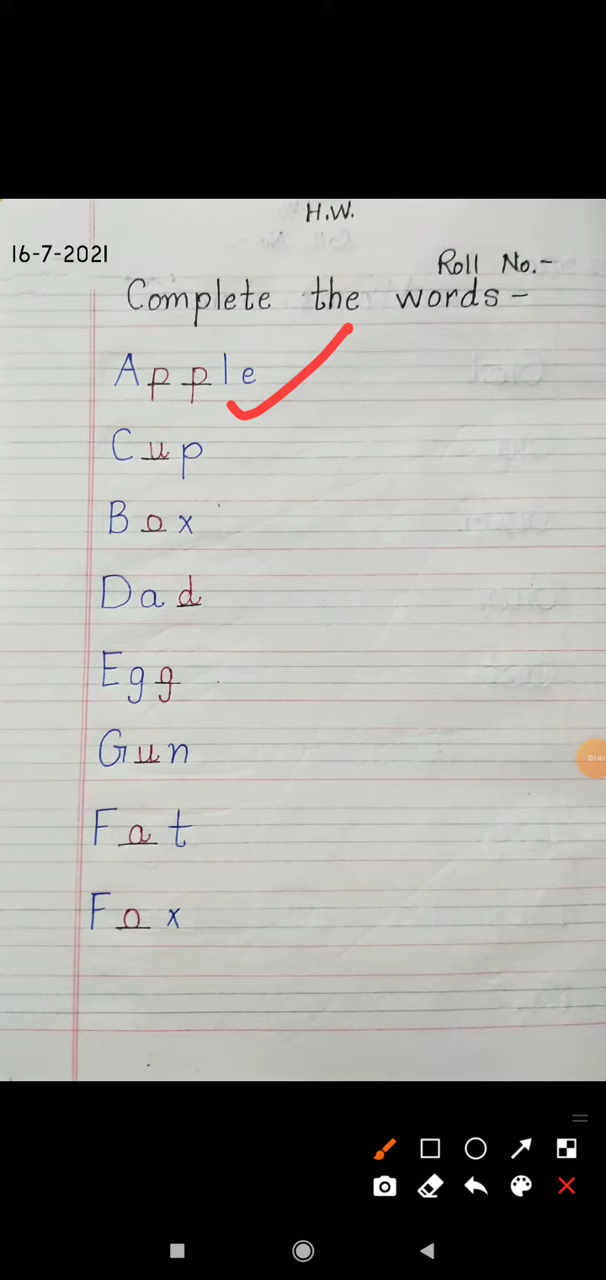 H.W.
16-7-2021
Roll No.-
Complete the words-
Apple
Cup
Box
Dad
Egg
Gun
Fat
Fox